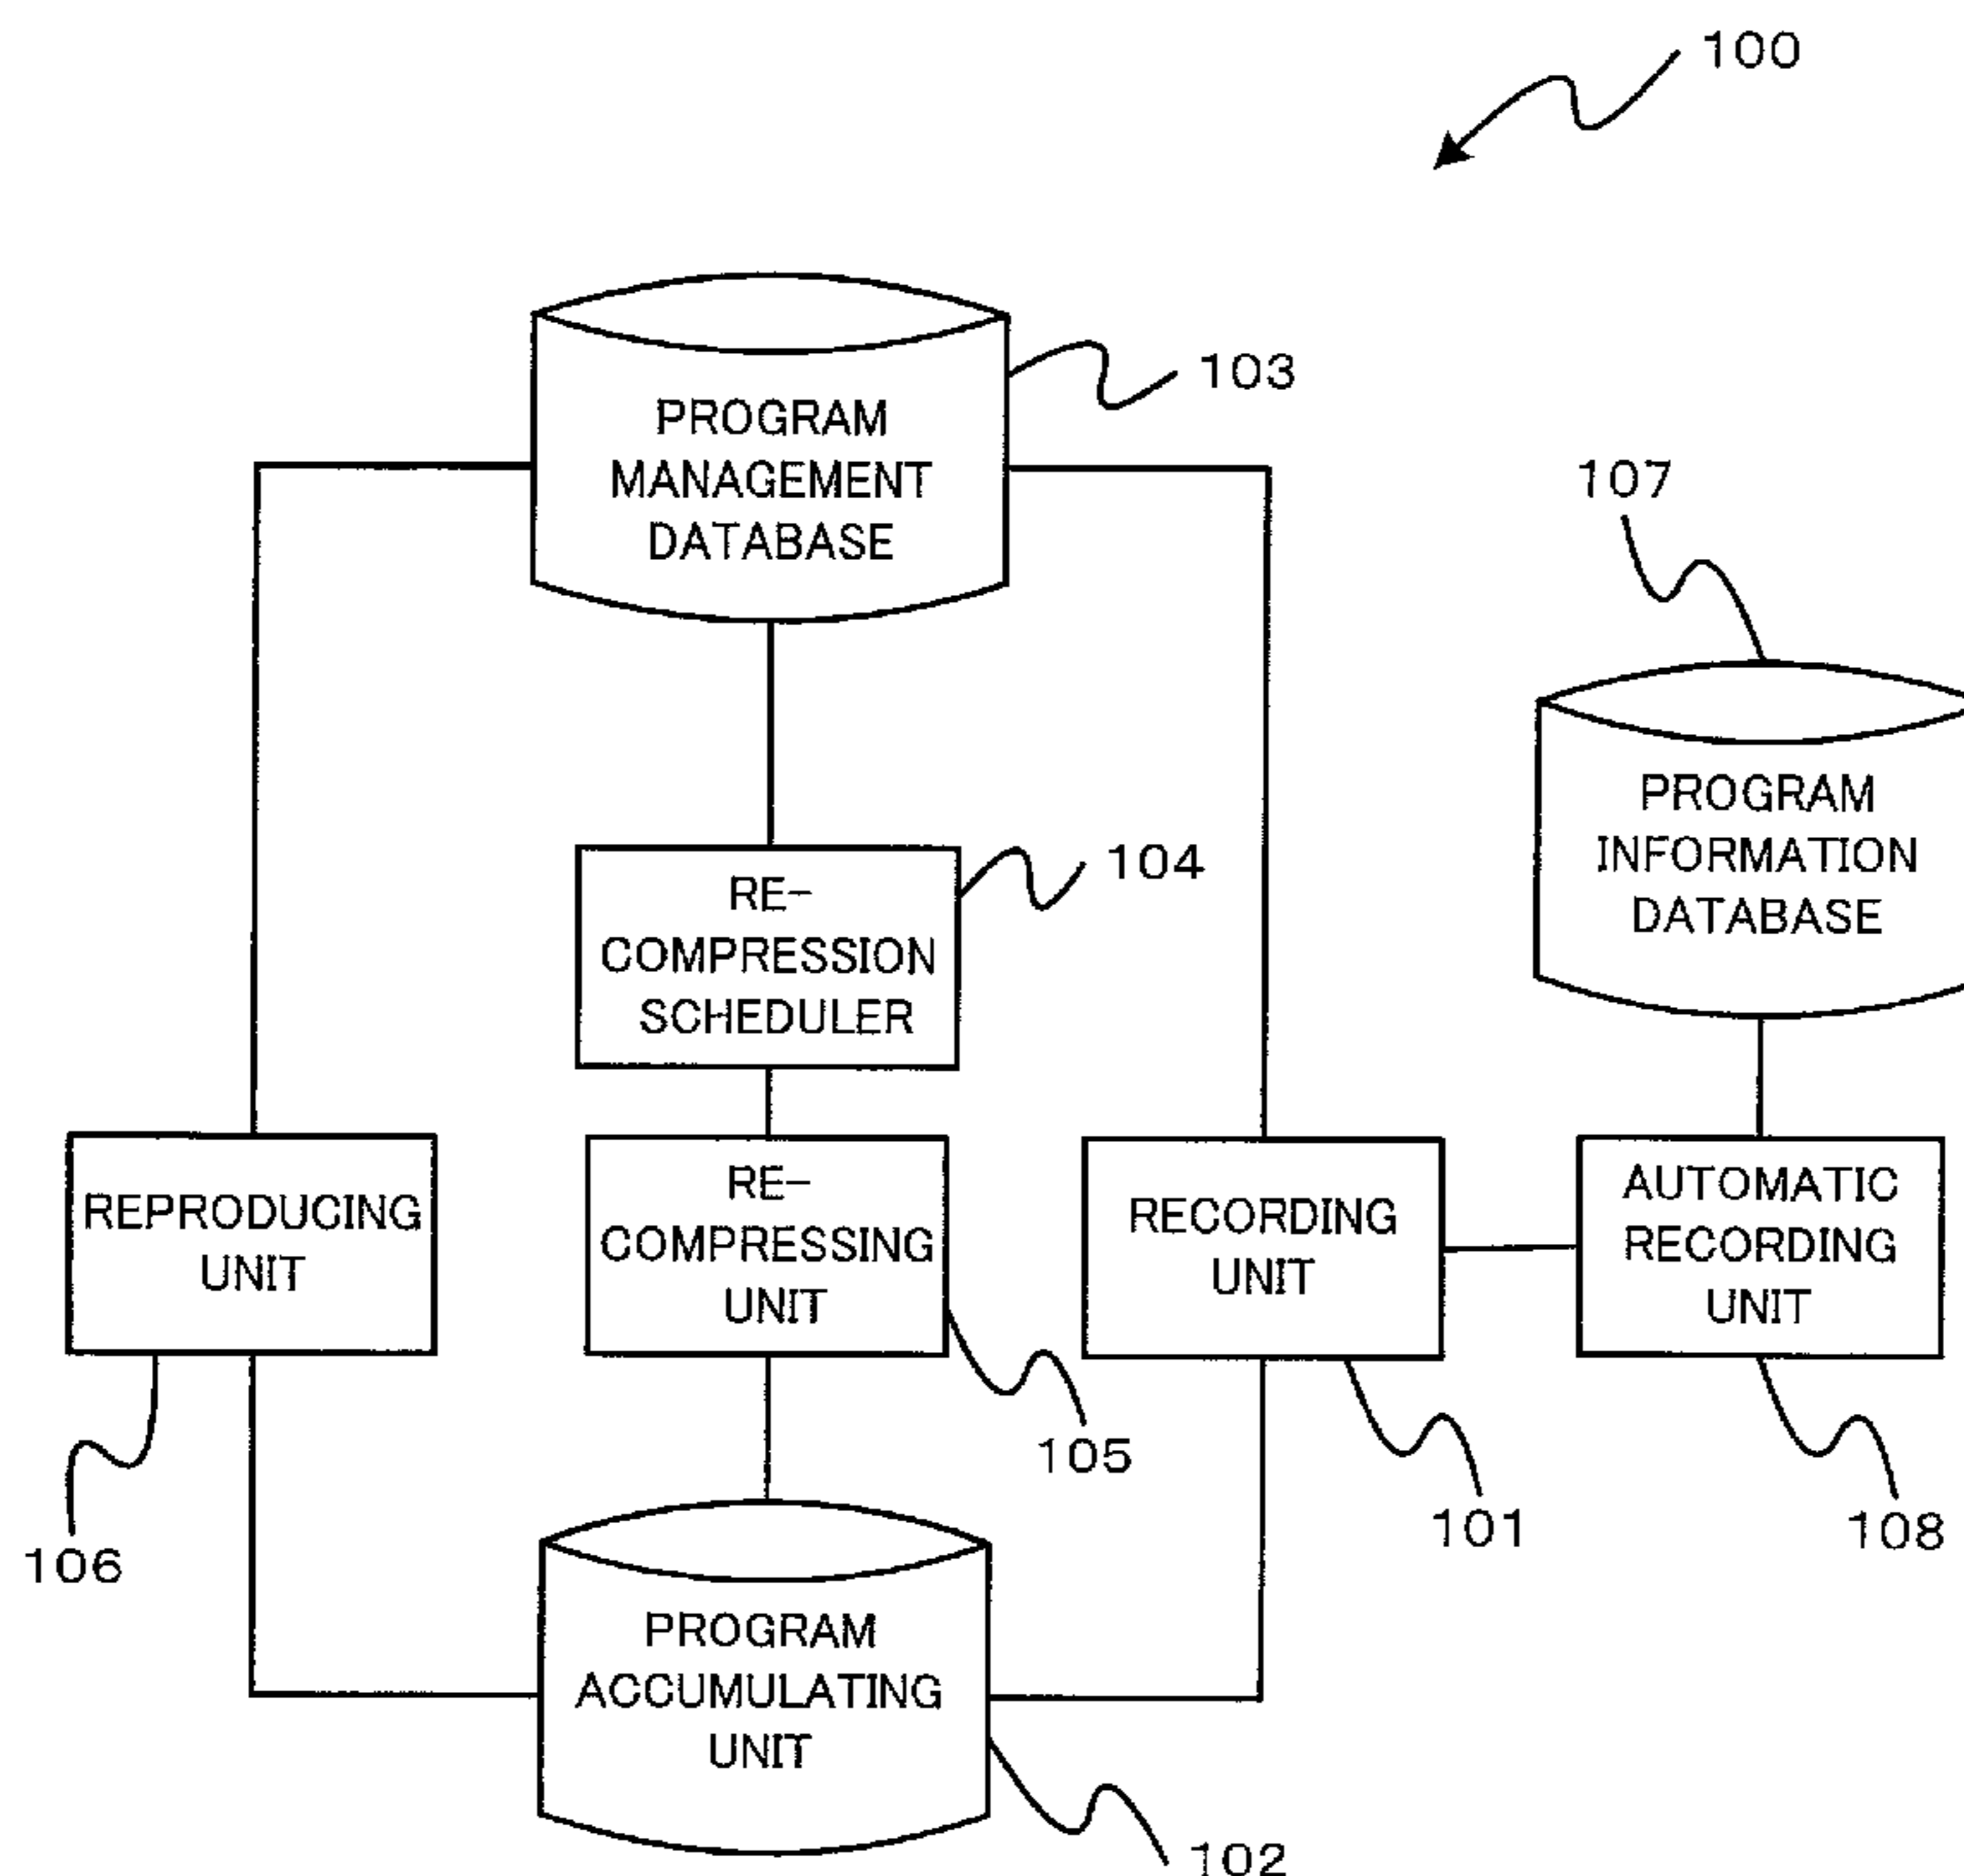 100
PROGRAM
MANAGEMENT
DATABASE
103
107
PROGRAM
INFORMATION
DATABASE
RE-
COMPRESSION
SCHEDULER
104
REPRODUCING
UNIT
RE-
COMPRESSING
UNIT
RECORDING
UNIT
AUTOMATIC
RECORDING
UNIT
106
105
101
108
PROGRAM
ACCUMULATING
UNIT
102